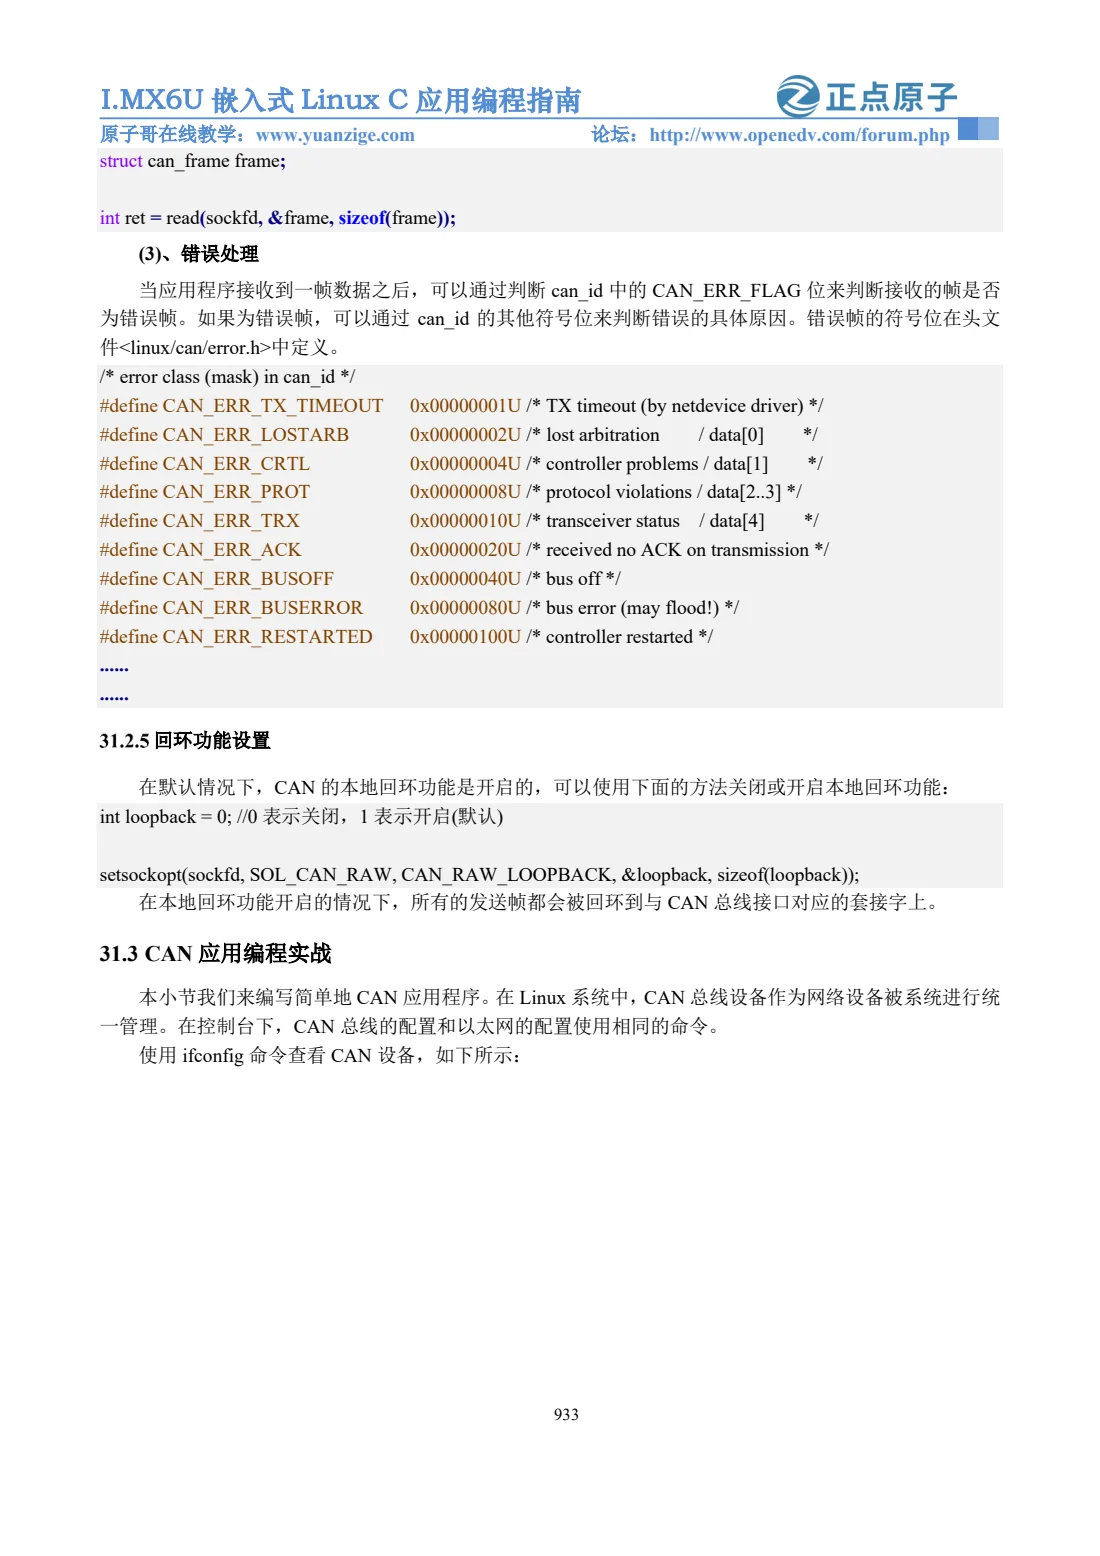 I.MX6U 嵌入式 Linux C 应用编程指南
正点原子
原子哥在线教学：www.yuanzige.com 论坛：http://www.openedv.com/forum.php
struct can_frame frame;
int ret = read(sockfd, &frame, sizeof(frame));
(3)、错误处理
当应用程序接收到一帧数据之后，可以通过判断 can_id 中的 CAN_ERR_FLAG 位来判断接收的帧是否
为错误帧。如果为错误帧，可以通过 can_id 的其他符号位来判断错误的具体原因。错误帧的符号位在头文
件<linux/can/error.h>中定义。
/* error class (mask) in can_id */
#define CAN_ERR_TX_TIMEOUT 0x00000001U /* TX timeout (by netdevice driver) */
#define CAN_ERR_LOSTARB 0x00000002U /* lost arbitration / data[0] */
#define CAN_ERR_CRTL 0x00000004U /* controller problems / data[1] */
#define CAN_ERR_PROT 0x00000008U /* protocol violations / data[2..3] */
#define CAN_ERR_TRX 0x00000010U /* transceiver status / data[4] */
#define CAN_ERR_ACK 0x00000020U /* received no ACK on transmission */
#define CAN_ERR_BUSOFF 0x00000040U /* bus off */
#define CAN_ERR_BUSERROR 0x00000080U /* bus error (may flood!) */
#define CAN_ERR_RESTARTED 0x00000100U /* controller restarted */
......
......
31.2.5 回环功能设置
在默认情况下，CAN 的本地回环功能是开启的，可以使用下面的方法关闭或开启本地回环功能：
int loopback = 0; //0 表示关闭，1 表示开启(默认)
setsockopt(sockfd, SOL_CAN_RAW, CAN_RAW_LOOPBACK, &loopback, sizeof(loopback));
在本地回环功能开启的情况下，所有的发送帧都会被回环到与 CAN 总线接口对应的套接字上。
31.3 CAN 应用编程实战
本小节我们来编写简单地 CAN 应用程序。在 Linux 系统中，CAN 总线设备作为网络设备被系统进行统
一管理。在控制台下，CAN 总线的配置和以太网的配置使用相同的命令。
使用 ifconfig 命令查看 CAN 设备，如下所示：
933